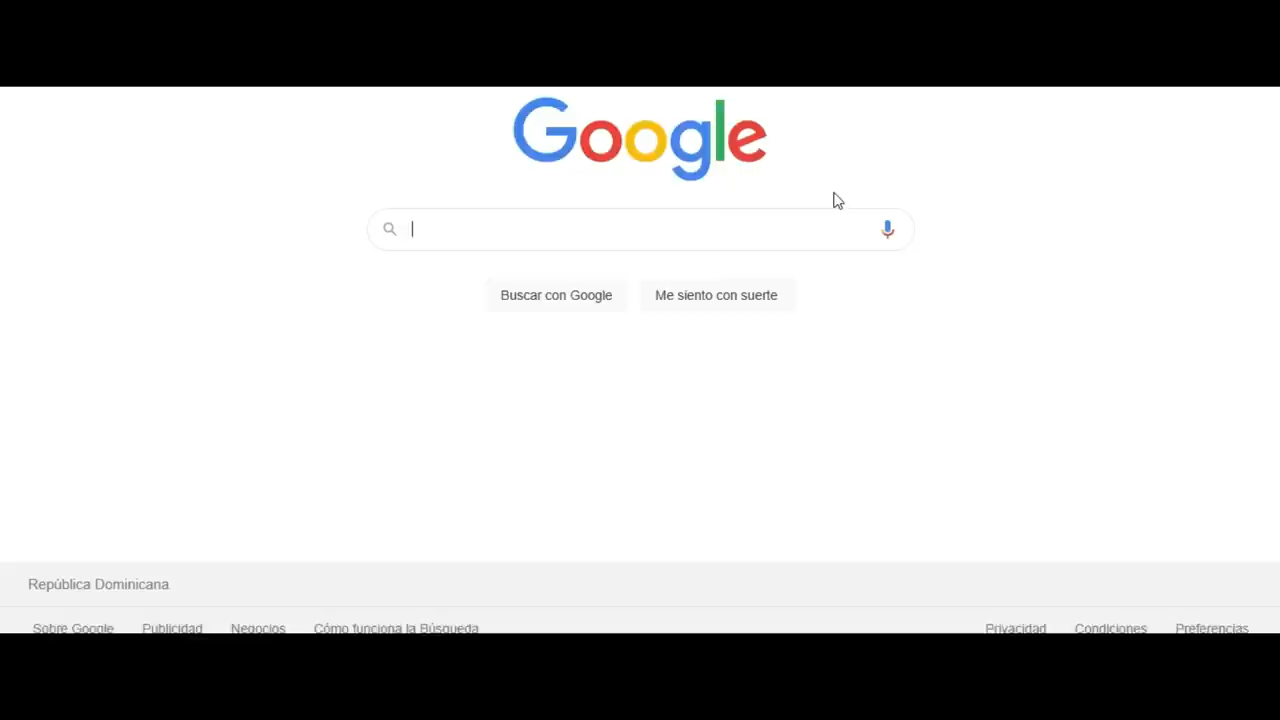 Google
Buscar con Google Me siento con suerte
República Dominicana
Sobre Google Publicidad Negocios Cómo funciona la Búsqueda Privacidad Condiciones Preferencias